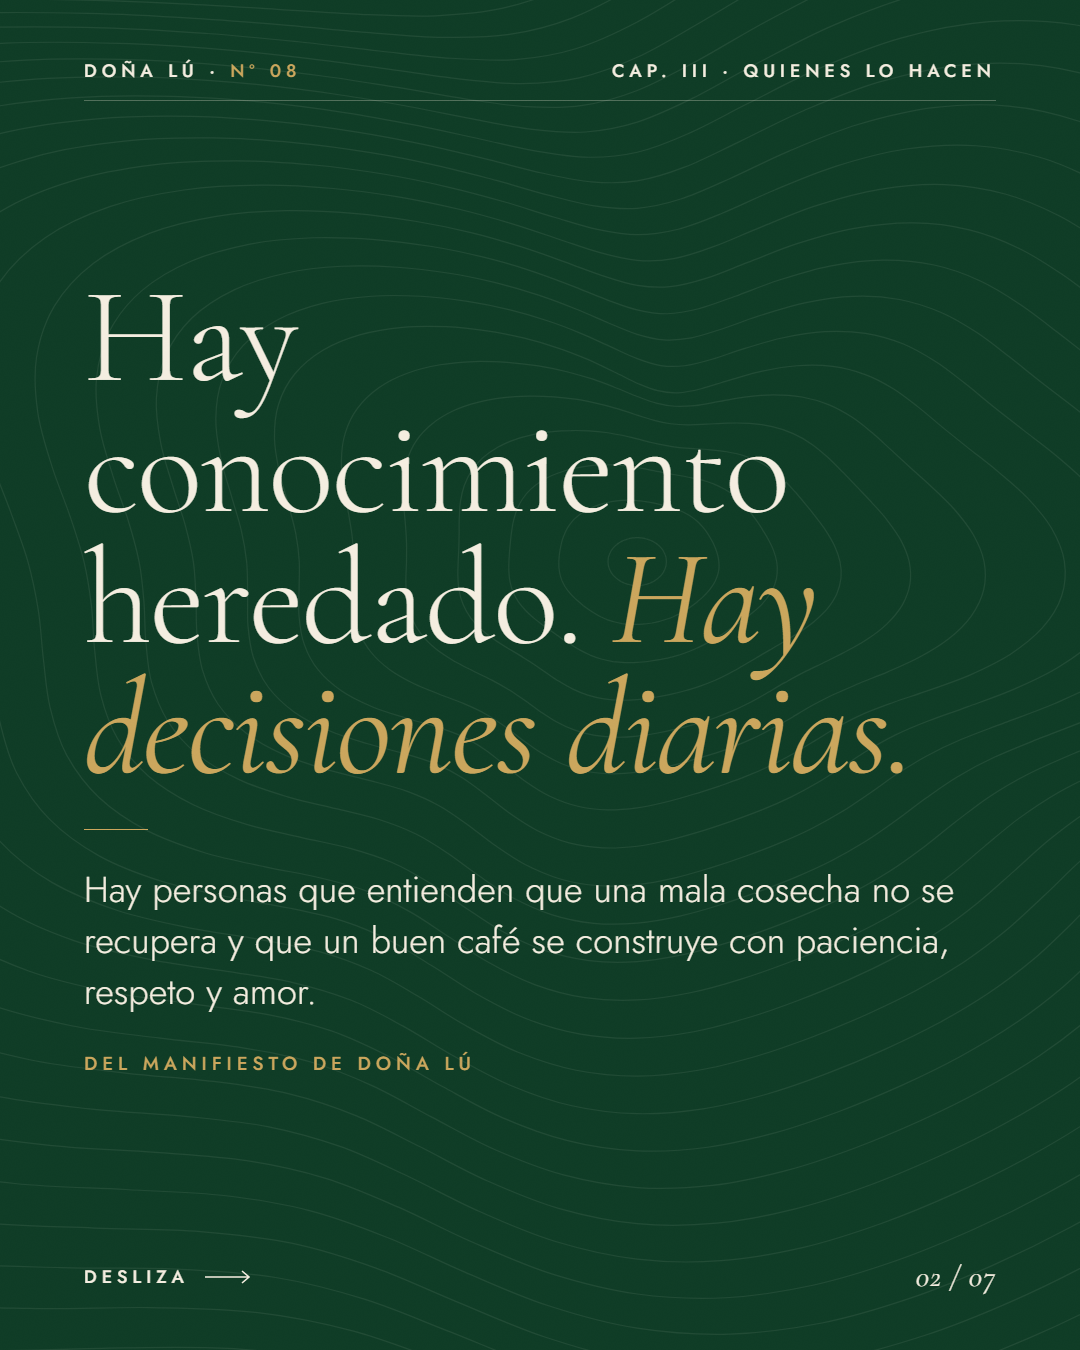 DOÑA LÚ · N° 08
CAP. III · QUIENES LO HACEN
Hay
conocimiento
heredado. Hay
decisiones diarias.
Hay personas que entienden que una mala cosecha no se
recupera y que un buen café se construye con paciencia,
respeto y amor.
DEL MANIFIESTO DE DOÑA LÚ
DESLIZA →
02 / 07